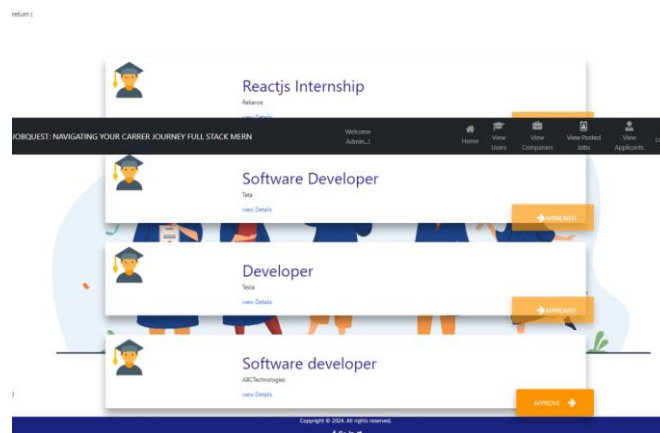 return (
Reactjs Internship
Reliance
view Details
JOBQUEST: NAVIGATING YOUR CARRER JOURNEY FULL STACK MERN
Welcome
Admin..!
Home
View
Users
View
Companies
View Posted
Jobs
View
Applicants
Software Developer
Tata
view Details
APPROVED
Developer
Tesla
view Details
APPROVED
Software developer
ABCTechnologies
view Details
APPROVE
)
Copyright © 2024. All rights reserved.